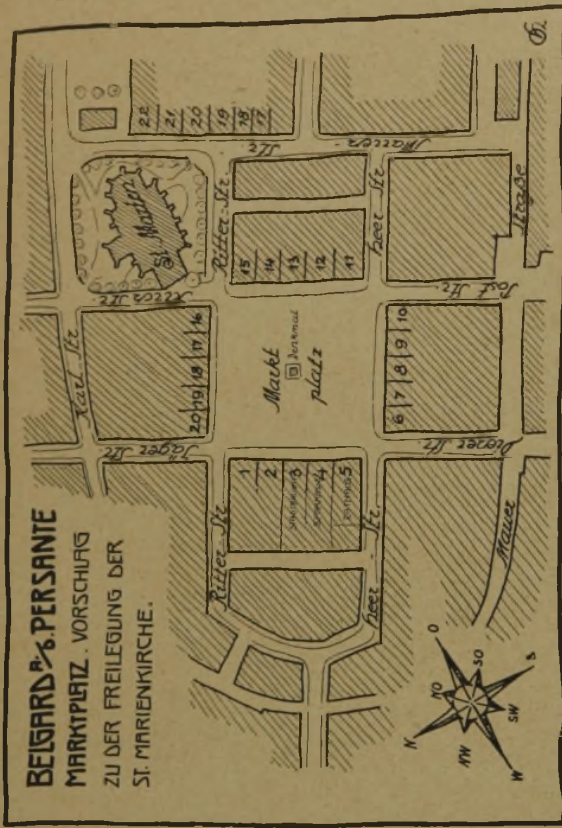 BELGARD A/D. PERSANTE
MARKTPLATZ. VORSCHLAG
ZU DER FREILEGUNG DER
ST. MARIENKIRCHE.
Karl Str.
Jäger Str.
St. Marien
Ritter-Str.
Ritter-Str.
20 19 18 17 16
22
21
20
19
18
17
Marien-
Str.
15
14
13
12
11
Markt
platz
Denkmal
1
2
3
4
5
Heer-Str.
Heer Str.
6 7 8 9 10
Post Str.
Mauer
Straße
N
NO
O
SO
S
SW
W
NW